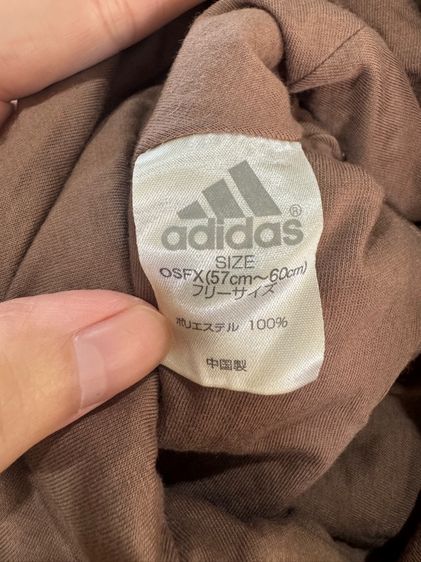 adidas®
SIZE
OSFX(57cm～60cm)
フリーサイズ
ポリエステル 100%
中国製